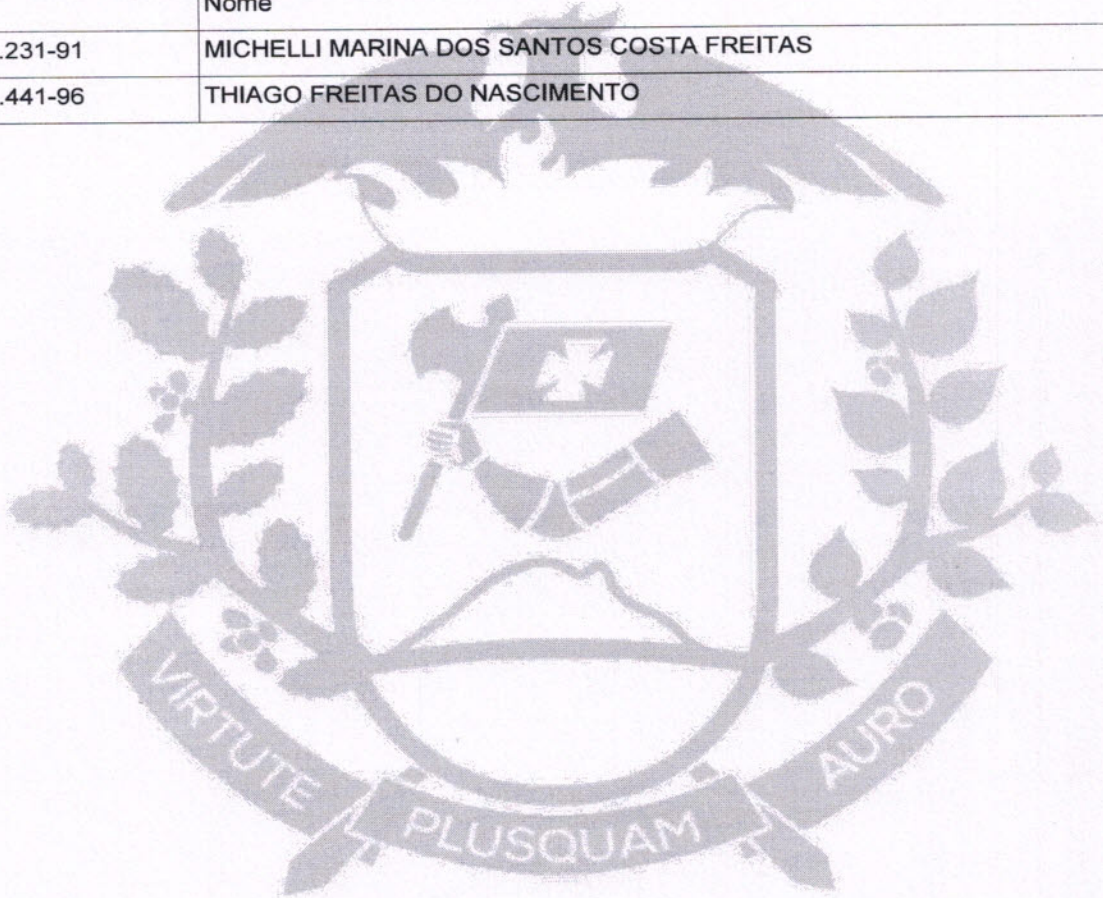 Nome
.231-91 MICHELLI MARINA DOS SANTOS COSTA FREITAS
.441-96 THIAGO FREITAS DO NASCIMENTO
VIRTUTE PLUSQUAM AURO